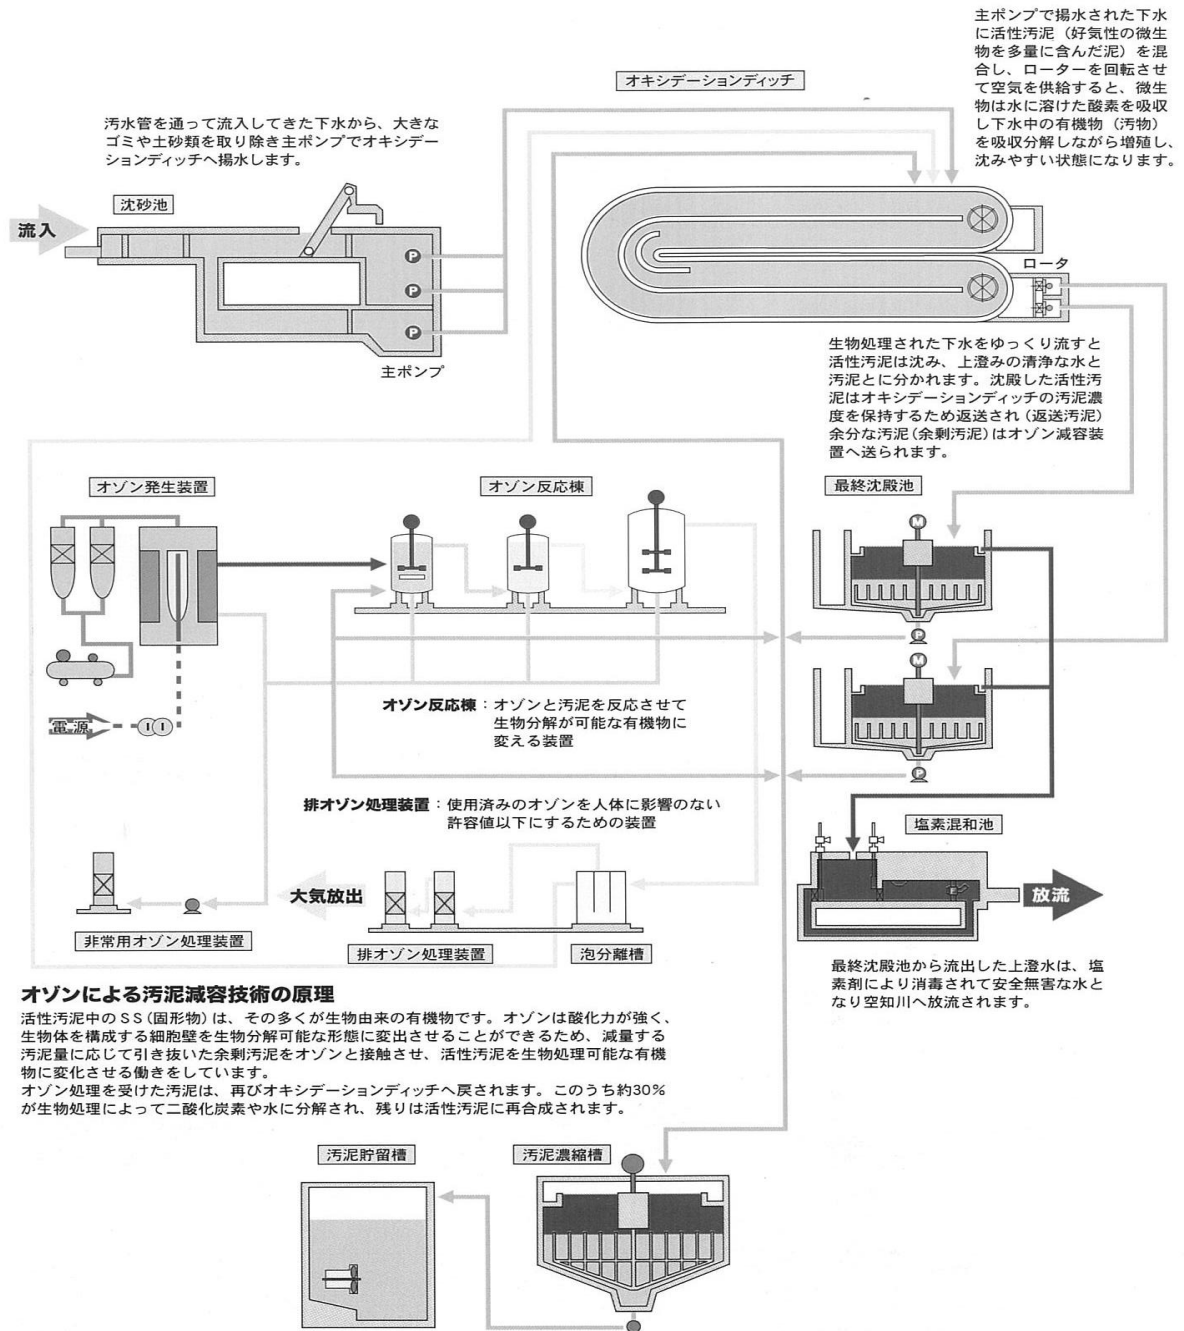 主ポンプで揚水された下水
に活性汚泥（好気性の微生
物を多量に含んだ泥）を混
合し、ローターを回転させ
て空気を供給すると、微生
物は水に溶けた酸素を吸収
し下水中の有機物（汚物）
を吸収分解しながら増殖し、
沈みやすい状態になります。
オキシデーションディッチ
汚水管を通って流入してきた下水から、大きな
ゴミや土砂類を取り除き主ポンプでオキシデー
ションディッチへ揚水します。
沈砂池
流入
P
P
P
主ポンプ
ロータ
生物処理された下水をゆっくり流すと
活性汚泥は沈み、上澄みの清浄な水と
汚泥とに分かれます。沈殿した活性汚
泥はオキシデーションディッチの汚泥濃
度を保持するため返送され（返送汚泥）
余分な汚泥（余剰汚泥）はオゾン減容装
置へ送られます。
オゾン発生装置
オゾン反応棟
最終沈殿池
M
P
M
P
電源
オゾン反応棟：オゾンと汚泥を反応させて
生物分解が可能な有機物に
変える装置
排オゾン処理装置：使用済みのオゾンを人体に影響のない
許容値以下にするための装置
塩素混和池
大気放出
放流
非常用オゾン処理装置
排オゾン処理装置
泡分離槽
最終沈殿池から流出した上澄水は、塩
素剤により消毒されて安全無害な水と
なり空知川へ放流されます。
オゾンによる汚泥減容技術の原理
活性汚泥中のSS（固形物）は、その多くが生物由来の有機物です。オゾンは酸化力が強く、
生物体を構成する細胞壁を生物分解可能な形態に変出させることができるため、減量する
汚泥量に応じて引き抜いた余剰汚泥をオゾンと接触させ、活性汚泥を生物処理可能な有機
物に変化させる働きをしています。
オゾン処理を受けた汚泥は、再びオキシデーションディッチへ戻されます。このうち約30％
が生物処理によって二酸化炭素や水に分解され、残りは活性汚泥に再合成されます。
汚泥貯留槽
汚泥濃縮槽